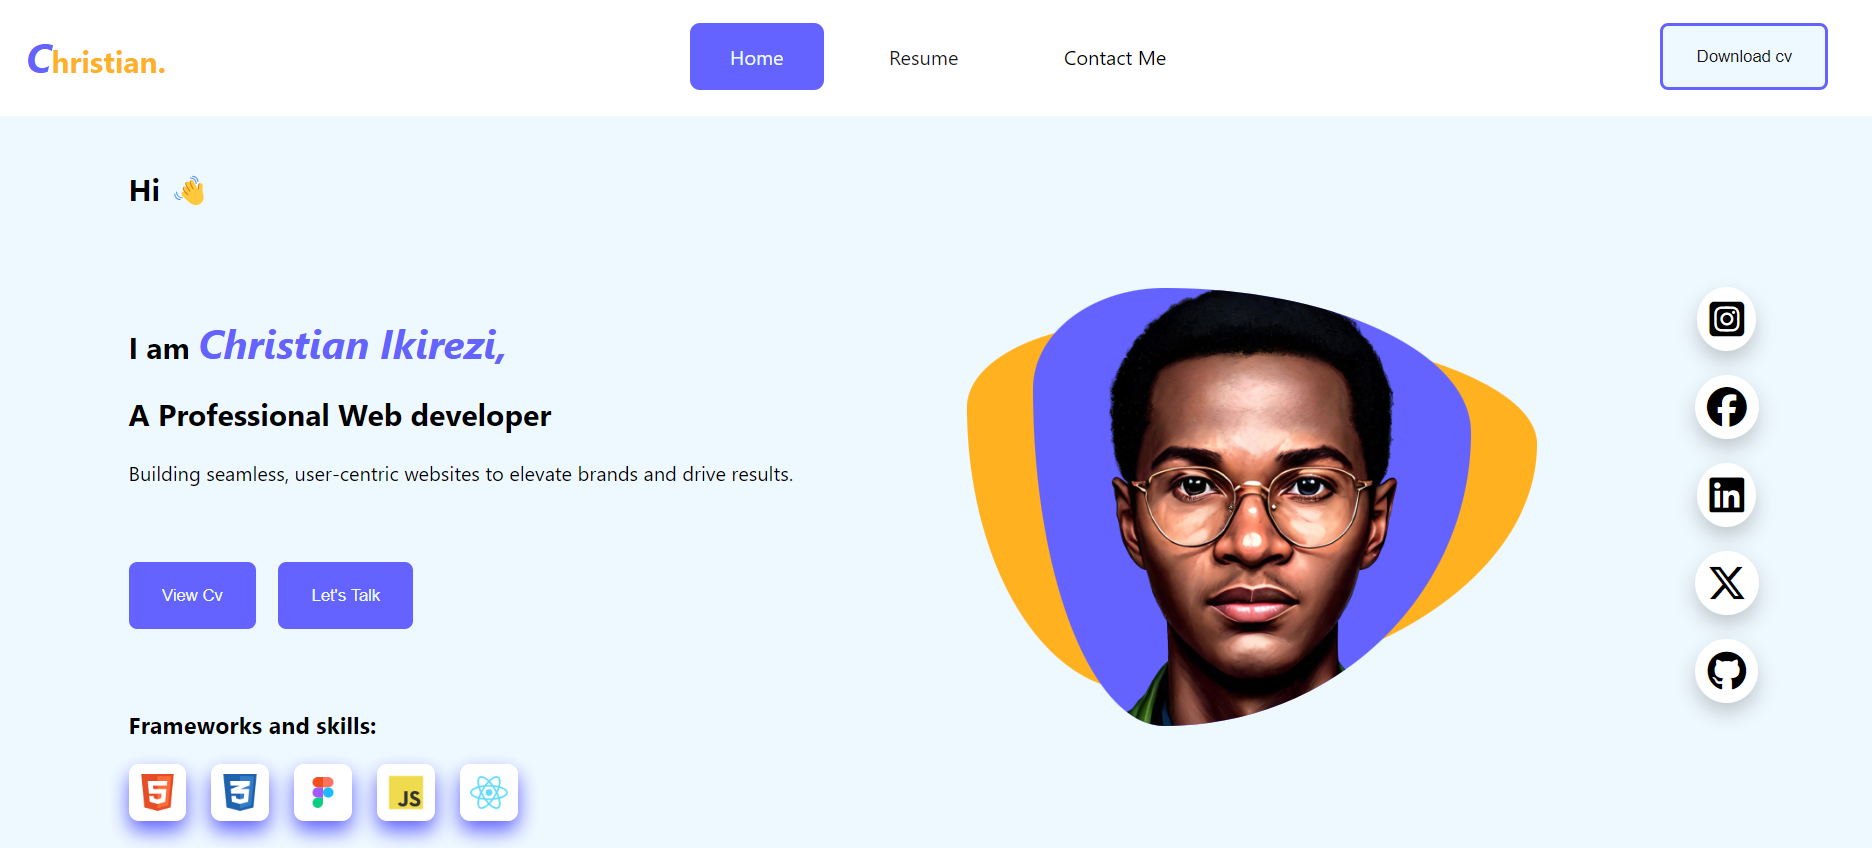 Christian.
Home
Resume
Contact Me
Download cv
Hi
I am Christian Ikirezi,
A Professional Web developer
Building seamless, user-centric websites to elevate brands and drive results.
View Cv
Let's Talk
Frameworks and skills:
5
3
JS
in